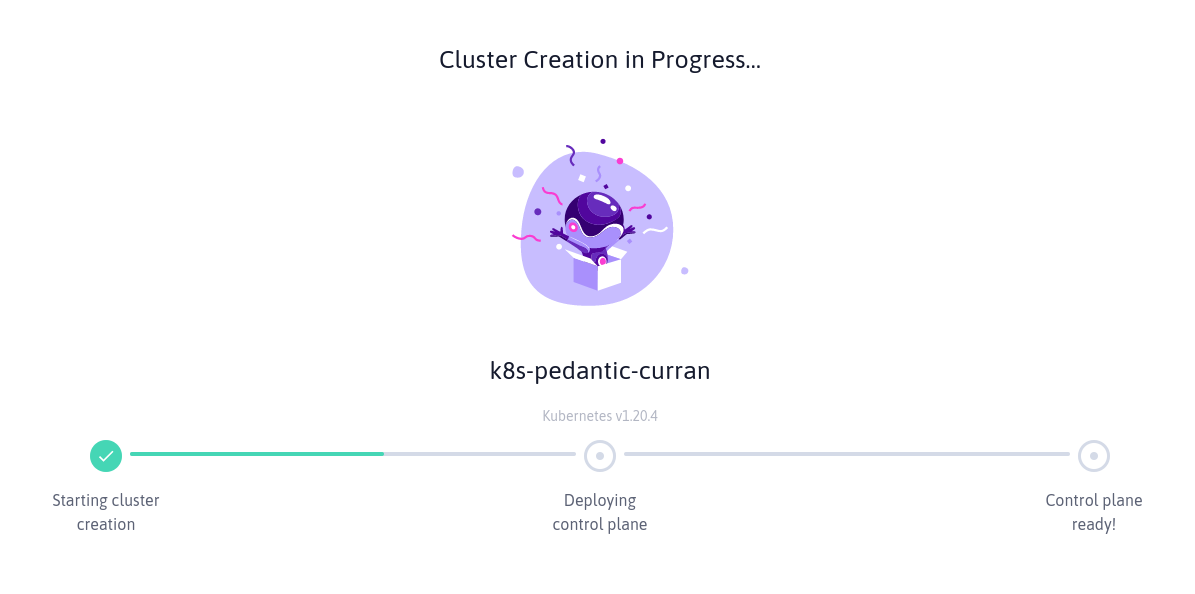 Cluster Creation in Progress...
k8s-pedantic-curran
Kubernetes v1.20.4
Starting cluster
creation
Deploying
control plane
Control plane
ready!